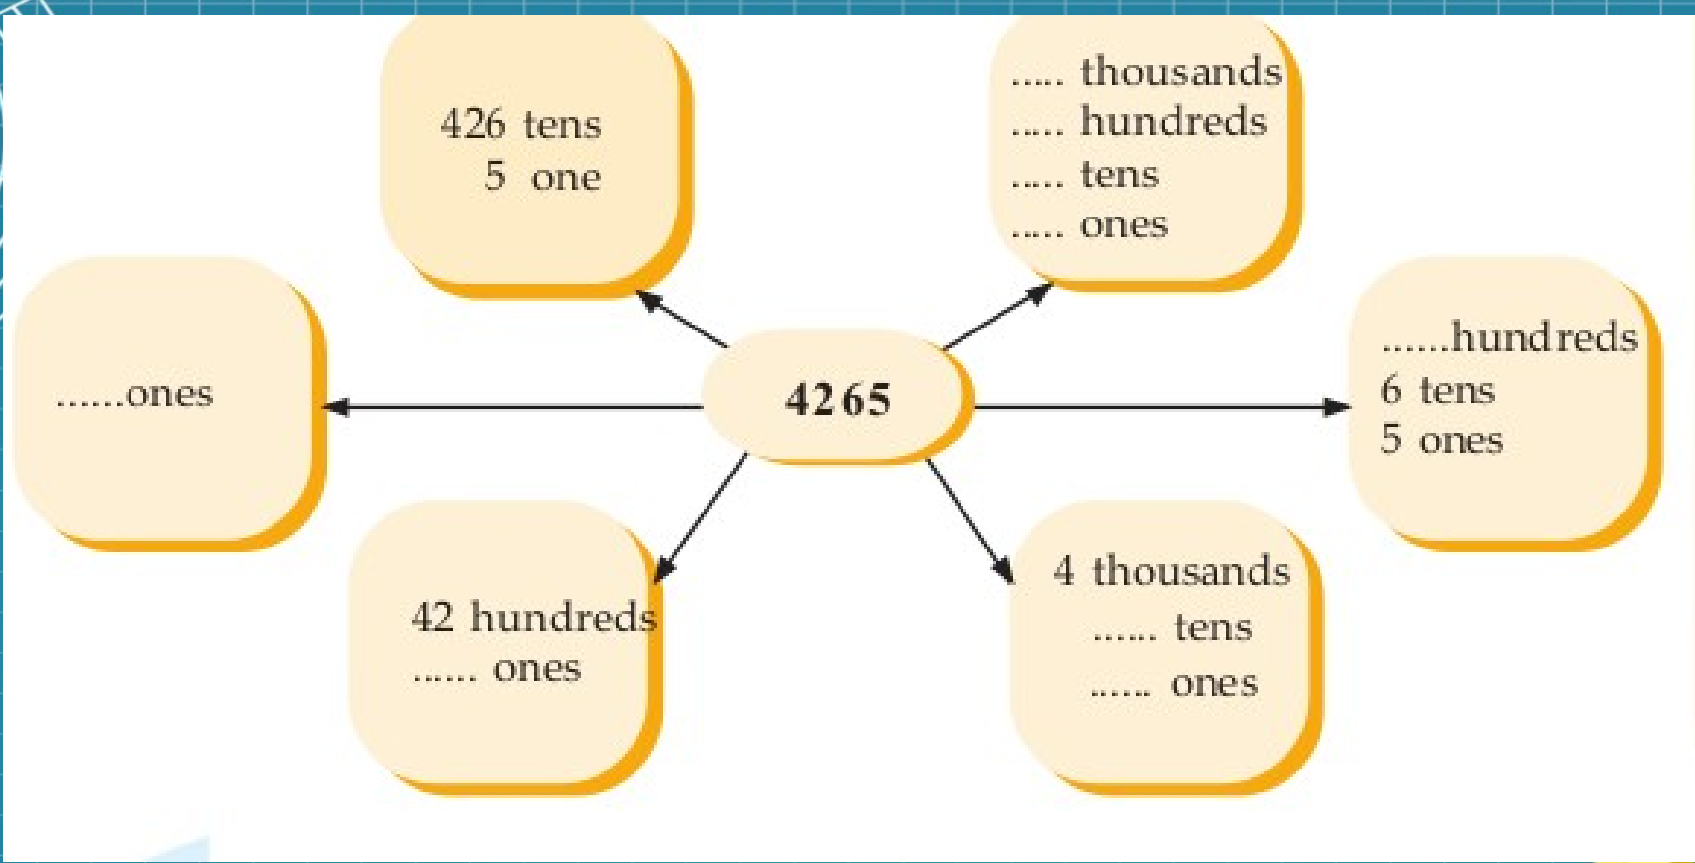 426 tens
5 one
..... thousands
..... hundreds
..... tens
..... ones
......ones
4265
......hundreds
6 tens
5 ones
42 hundreds
...... ones
4 thousands
...... tens
...... ones